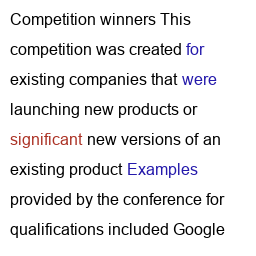 Competition winners This
competition was created for
existing companies that were
launching new products or
significant new versions of an
existing product Examples
provided by the conference for
qualifications included Google